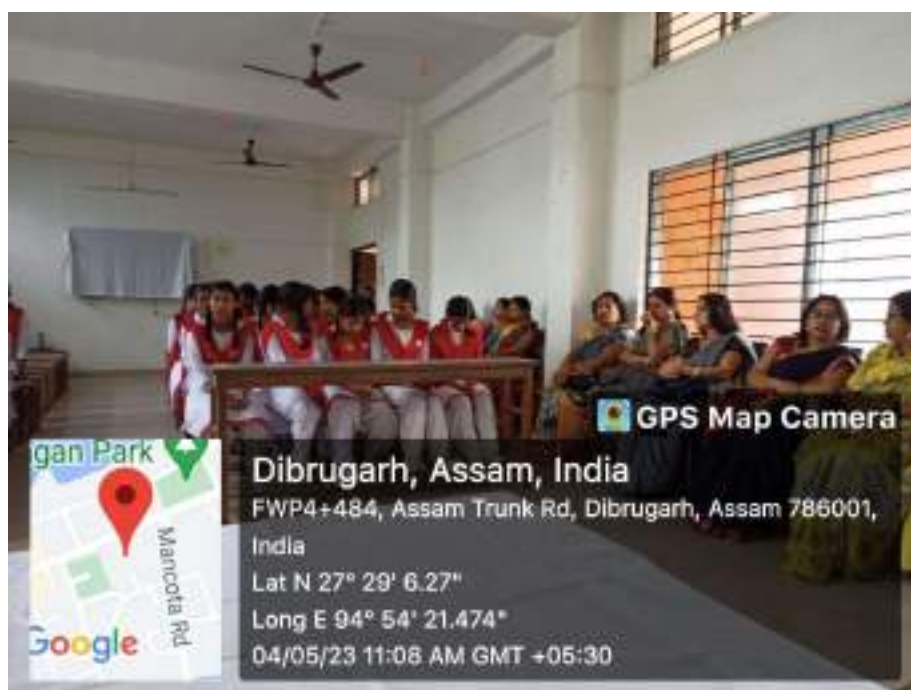 GPS Map Camera
gan Park
Mancota Rd
Google
Dibrugarh, Assam, India
FWP4+484, Assam Trunk Rd, Dibrugarh, Assam 786001,
India
Lat N 27° 29' 6.27"
Long E 94° 54' 21.474"
04/05/23 11:08 AM GMT +05:30